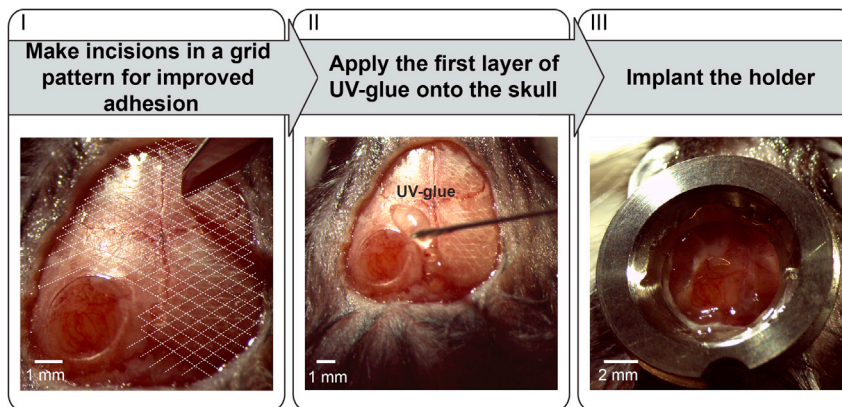 I
Make incisions in a grid
pattern for improved
adhesion
1 mm
II
Apply the first layer of
UV-glue onto the skull
UV-glue
1 mm
III
Implant the holder
2 mm